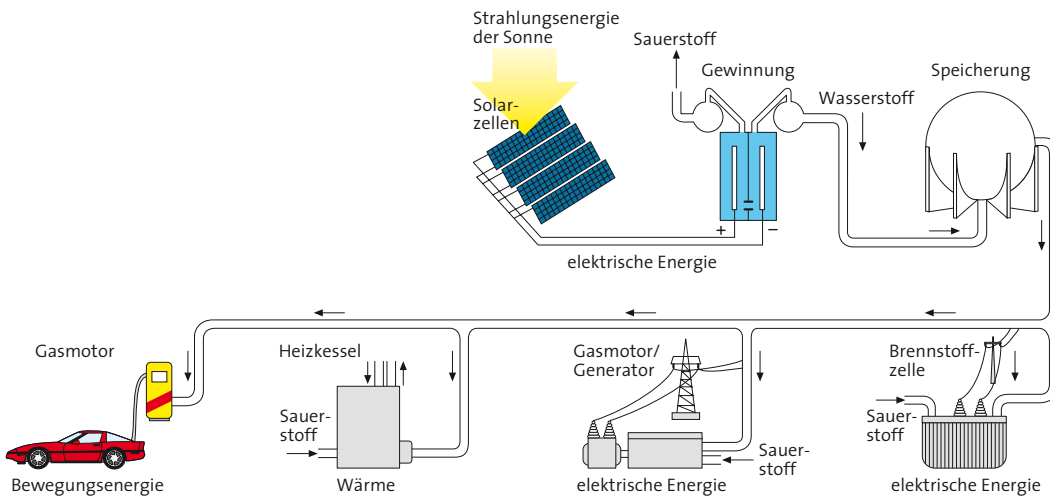 Strahlungsenergie
der Sonne
Solar-
zellen
Sauerstoff
Gewinnung
Wasserstoff
Speicherung
+
−
elektrische Energie
Gasmotor
Bewegungsenergie
Heizkessel
Sauer-
stoff
Wärme
Gasmotor/
Generator
Sauer-
stoff
elektrische Energie
Brennstoff-
zelle
Sauer-
stoff
elektrische Energie